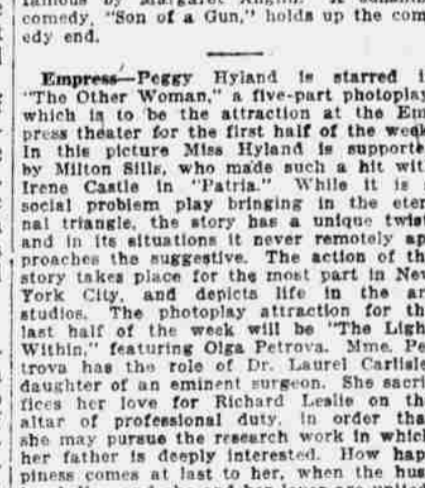 comedy, "Son of a Gun," holds up the com
edy end.
Empress—Peggy Hyland is starred i
"The Other Woman," a five-part photoplay
which is to be the attraction at the Em
press theater for the first half of the week
In this picture Miss Hyland is supporte
by Milton Sills, who made such a hit wit
Irene Castle in "Patria." While it is
social problem play bringing in the eter
nal triangle, the story has a unique twist
and in its situations it never remotely ap
proaches the suggestive. The action of th
story takes place for the most part in New
York City, and depicts life in the ar
studios. The photoplay attraction for th
last half of the week will be "The Ligh
Within," featuring Olga Petrova. Mme. Pe
trova has the role of Dr. Laurel Carlisle
daughter of an eminent surgeon. She sacri
fices her love for Richard Leslie on th
altar of professional duty, in order tha
she may pursue the research work in which
her father is deeply interested. How hap
piness comes at last to her, when the hus